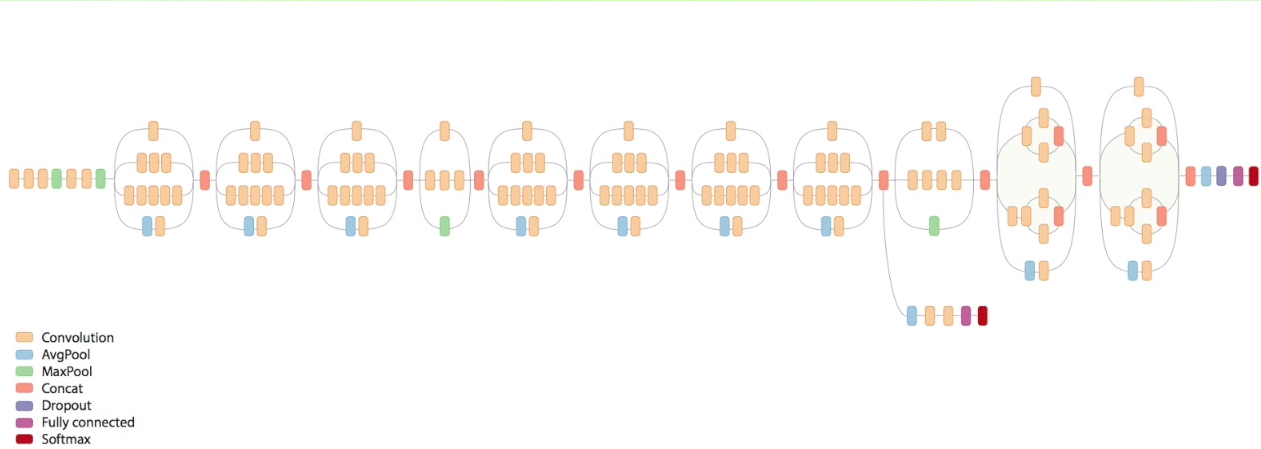 Convolution
AvgPool
MaxPool
Concat
Dropout
Fully connected
Softmax